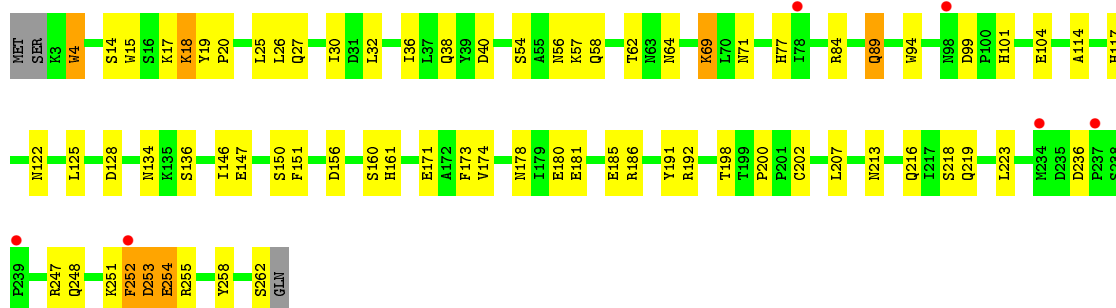 MET SER K3 W4 S14 W15 S16 K17 K18 Y19 P20 L25 L26 Q27 I30 D31 L32 I36 L37 Q38 Y39 D40 S54 A55 N56 K57 Q58 T62 N63 N64 K69 L70 N71 H77 I78 R84 Q89 W94 N98 D99 P100 H101 E104 A114 H117
N122 L125 D128 N134 K135 S136 I146 E147 S150 F151 D156 S160 H161 E171 A172 F173 V174 N178 I179 E180 E181 E185 R186 Y191 R192 T198 T199 P200 P201 C202 L207 N213 Q216 I217 S218 Q219 L223 M234 D235 D236 P237 S238
P239 R247 Q248 K251 F252 D253 E254 R255 Y258 S262 GLN